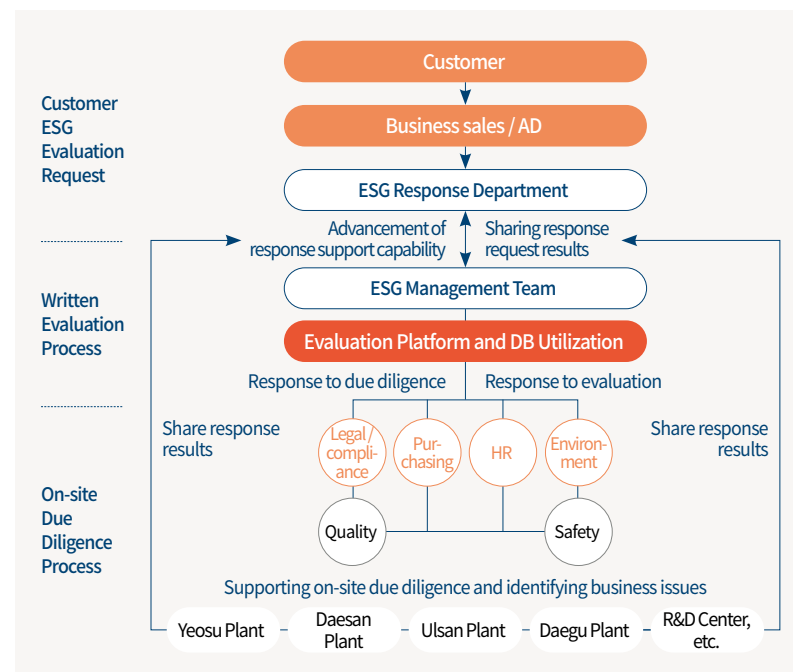 Customer
Business sales / AD
Customer
ESG
Evaluation
Request
ESG Response Department
Advancement of
response support capability
Sharing response
request results
ESG Management Team
Written
Evaluation
Process
Evaluation Platform and DB Utilization
Response to due diligence
Response to evaluation
Share response
results
Share response
results
Legal/
compli-
ance
Pur-
chasing
HR
Environ-
ment
On-site
Due
Diligence
Process
Quality
Safety
Supporting on-site due diligence and identifying business issues
Yeosu Plant
Daesan
Plant
Ulsan Plant
Daegu Plant
R&D Center,
etc.